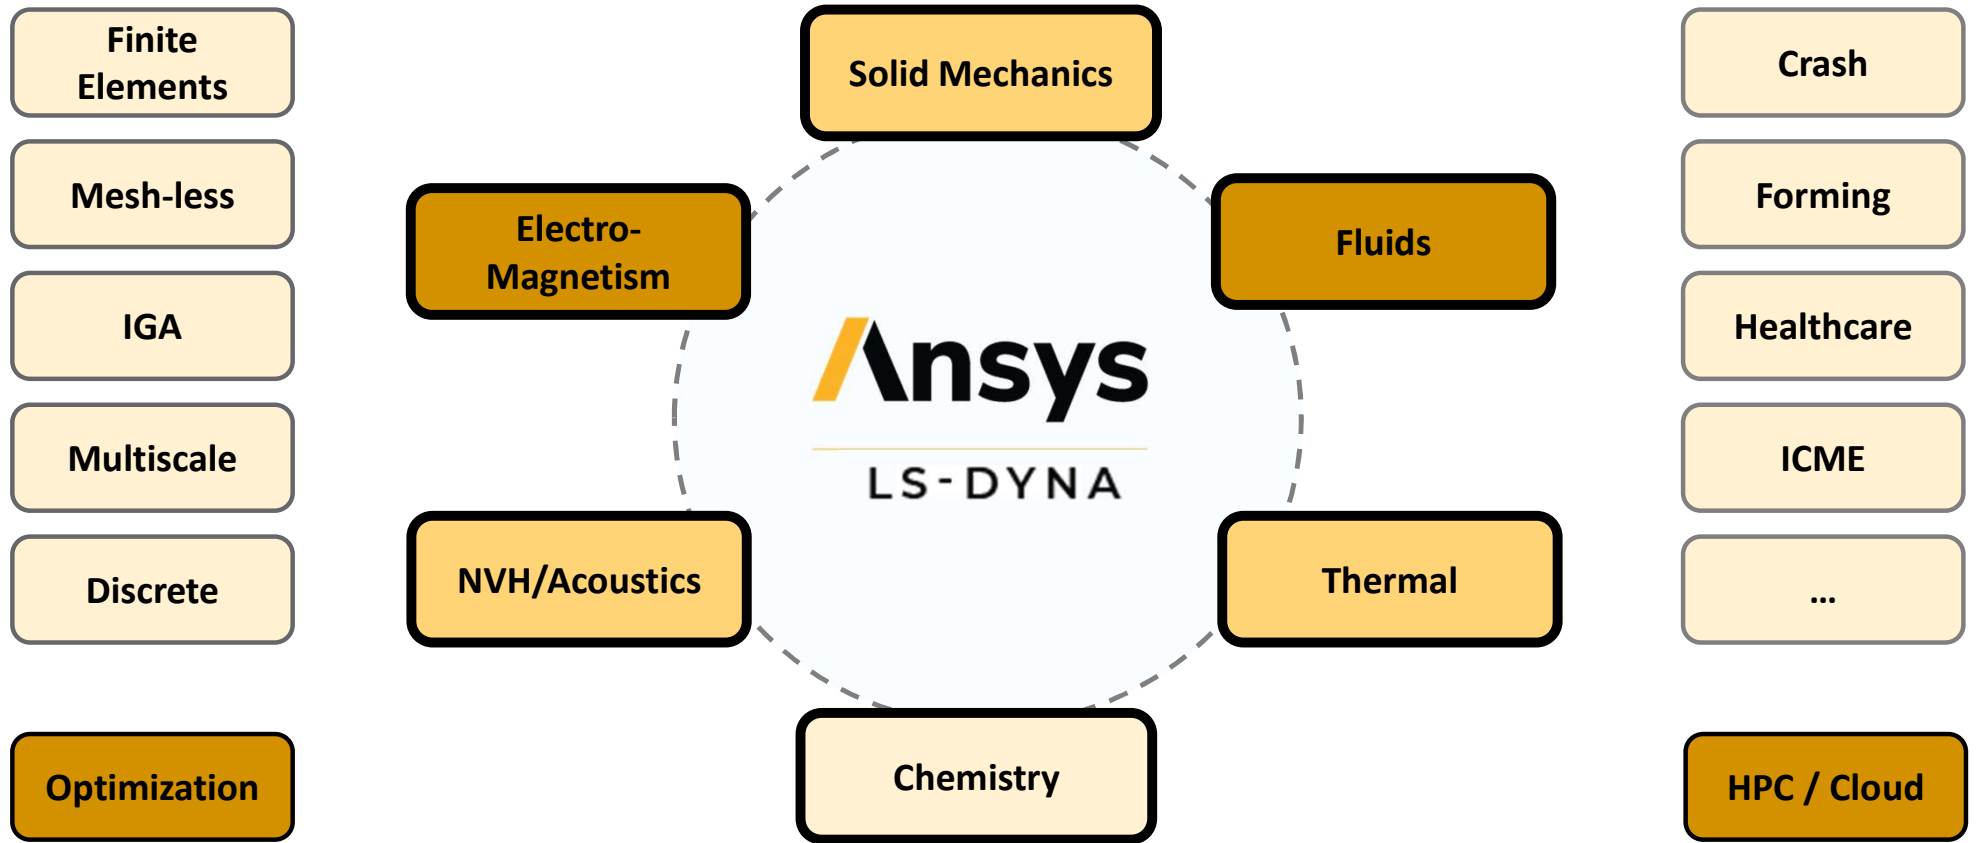 Finite
Elements
Mesh-less
IGA
Multiscale
Discrete
Optimization
Solid Mechanics
Electro-
Magnetism
Fluids
Ansys
LS-DYNA
NVH/Acoustics
Thermal
Chemistry
Crash
Forming
Healthcare
ICME
...
HPC / Cloud